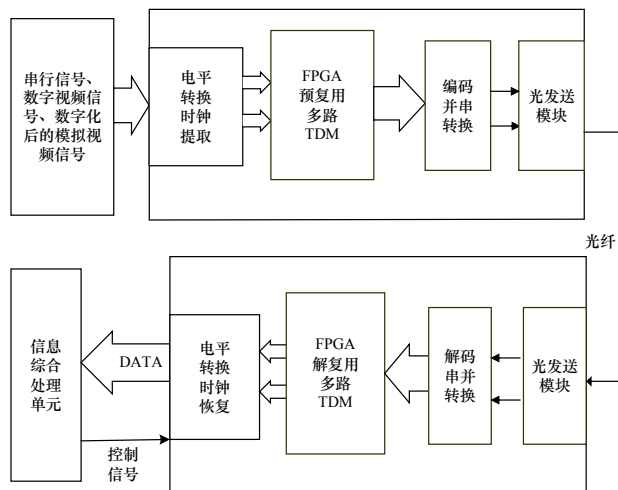 串行信号、
数字视频信
号、数字化
后的模拟视
频信号
电平
转换
时钟
提取
FPGA
预复用
多路
TDM
编码
并串
转换
光发送
模块
光纤
信息
综合
处理
单元
DATA
控制
信号
电平
转换
时钟
恢复
FPGA
解复用
多路
TDM
解码
串并
转换
光发送
模块